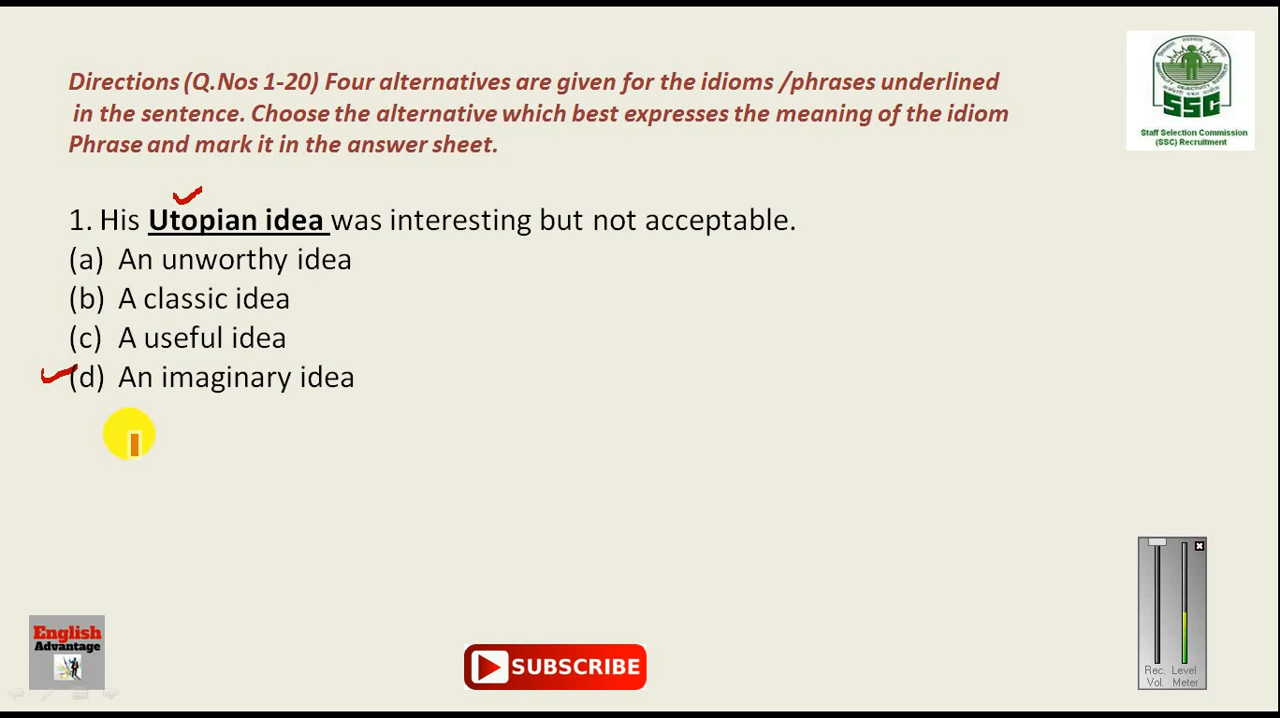 Directions (Q.Nos 1-20) Four alternatives are given for the idioms /phrases underlined
in the sentence. Choose the alternative which best expresses the meaning of the idiom
Phrase and mark it in the answer sheet.
SSC
Staff Selection Commission
(SSC) Recruitment
1. His Utopian idea was interesting but not acceptable.
(a) An unworthy idea
(b) A classic idea
(c) A useful idea
(d) An imaginary idea
English
Advantage
SUBSCRIBE
Rec. Level
Vol. Meter